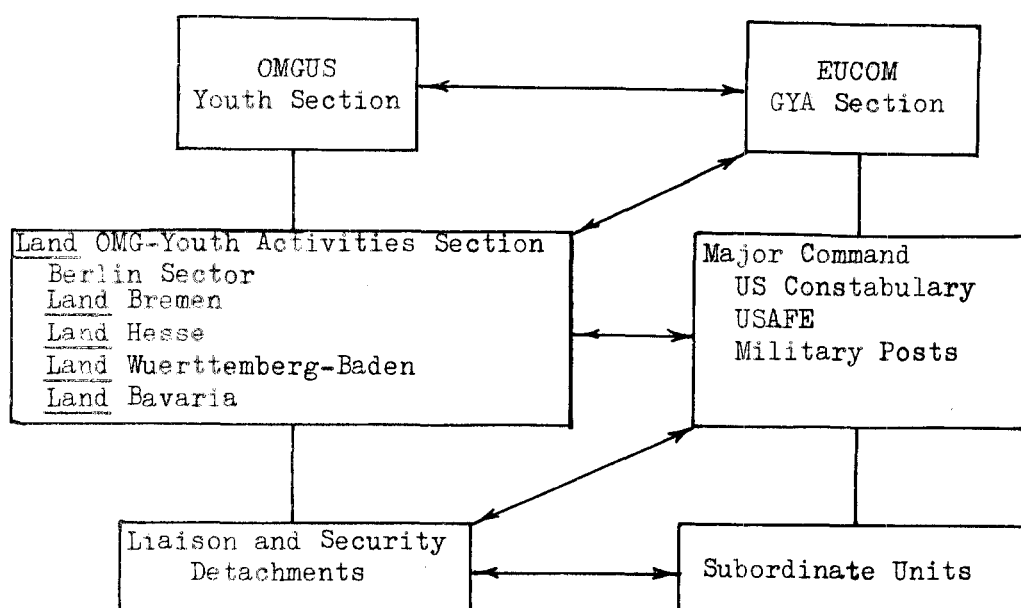 OMGUS
Youth Section
EUCOM
GYA Section
Land OMG-Youth Activities Section
Berlin Sector
Land Bremen
Land Hesse
Land Wuerttemberg-Baden
Land Bavaria
Major Command
US Constabulary
USAFE
Military Posts
Liaison and Security
Detachments
Subordinate Units